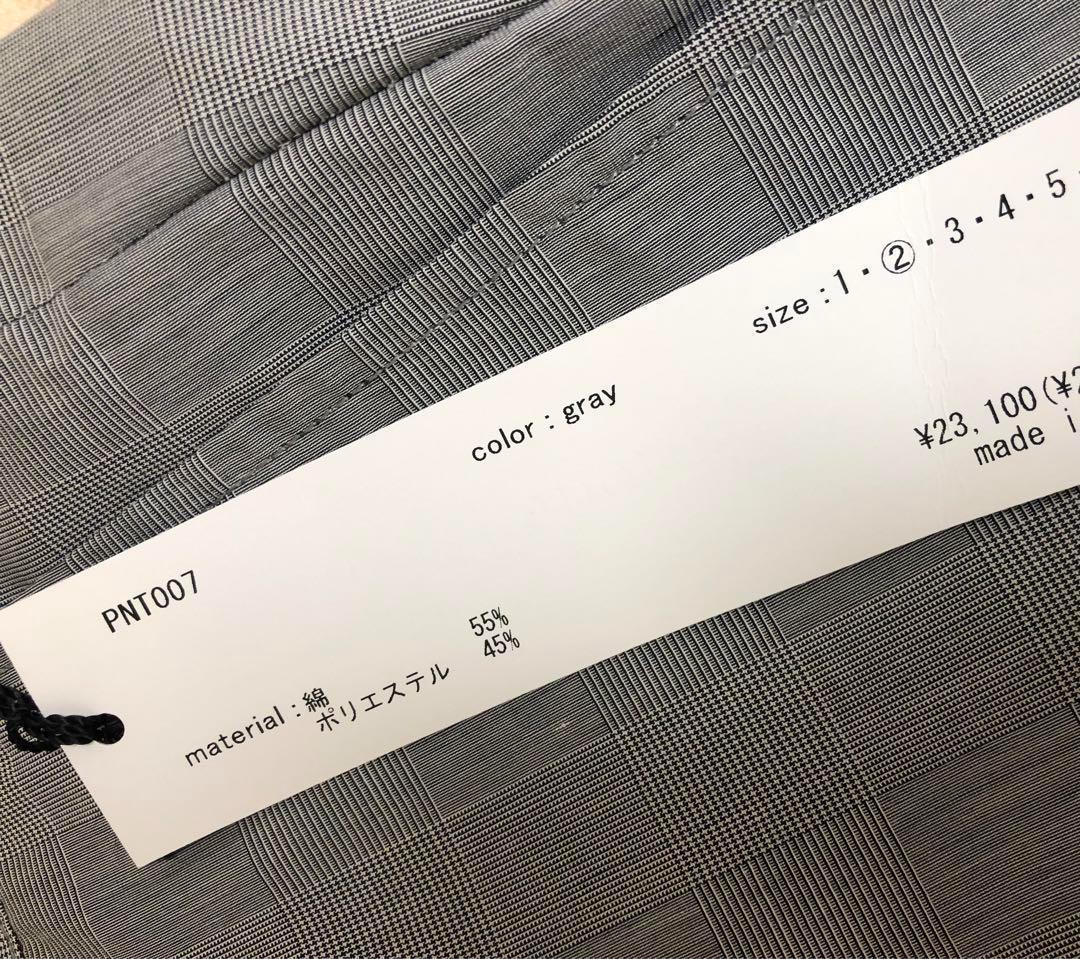 PNT007
color : gray
size : 1・②・3・4・5
material : 綿 55%
ポリエステル 45%
¥23,100(¥2
made i